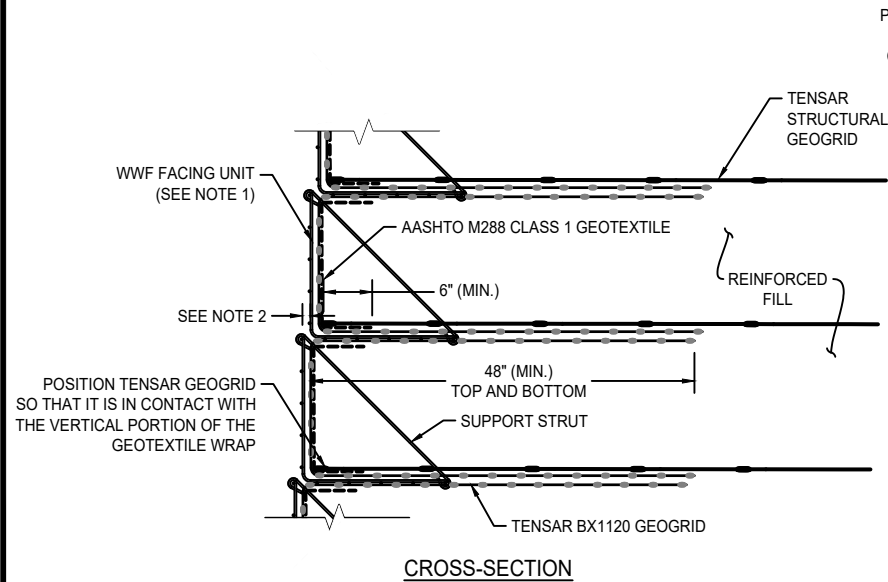 P
TENSAR
STRUCTURAL
GEOGRID
WWF FACING UNIT
(SEE NOTE 1)
AASHTO M288 CLASS 1 GEOTEXTILE
6" (MIN.)
REINFORCED
FILL
SEE NOTE 2
48" (MIN.)
TOP AND BOTTOM
POSITION TENSAR GEOGRID
SO THAT IT IS IN CONTACT WITH
THE VERTICAL PORTION OF THE
GEOTEXTILE WRAP
SUPPORT STRUT
TENSAR BX1120 GEOGRID
CROSS-SECTION